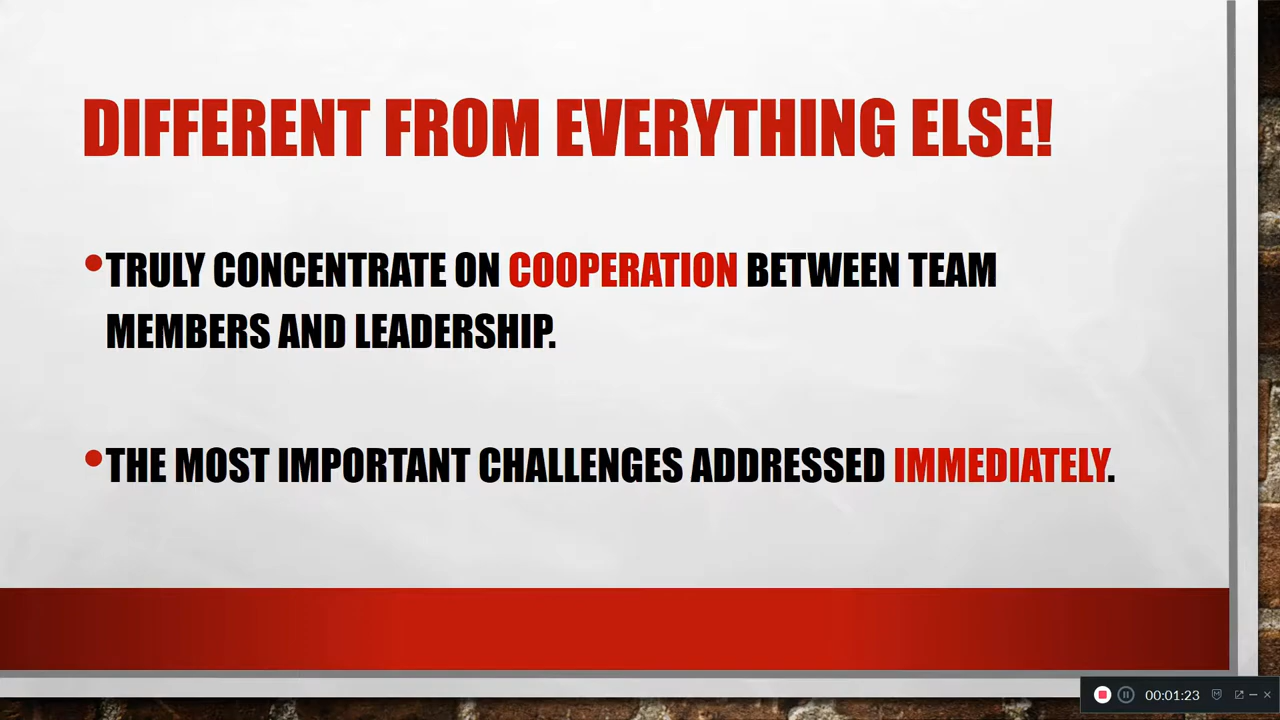 DIFFERENT FROM EVERYTHING ELSE!
•TRULY CONCENTRATE ON COOPERATION BETWEEN TEAM
MEMBERS AND LEADERSHIP.
•THE MOST IMPORTANT CHALLENGES ADDRESSED IMMEDIATELY.
00:01:23